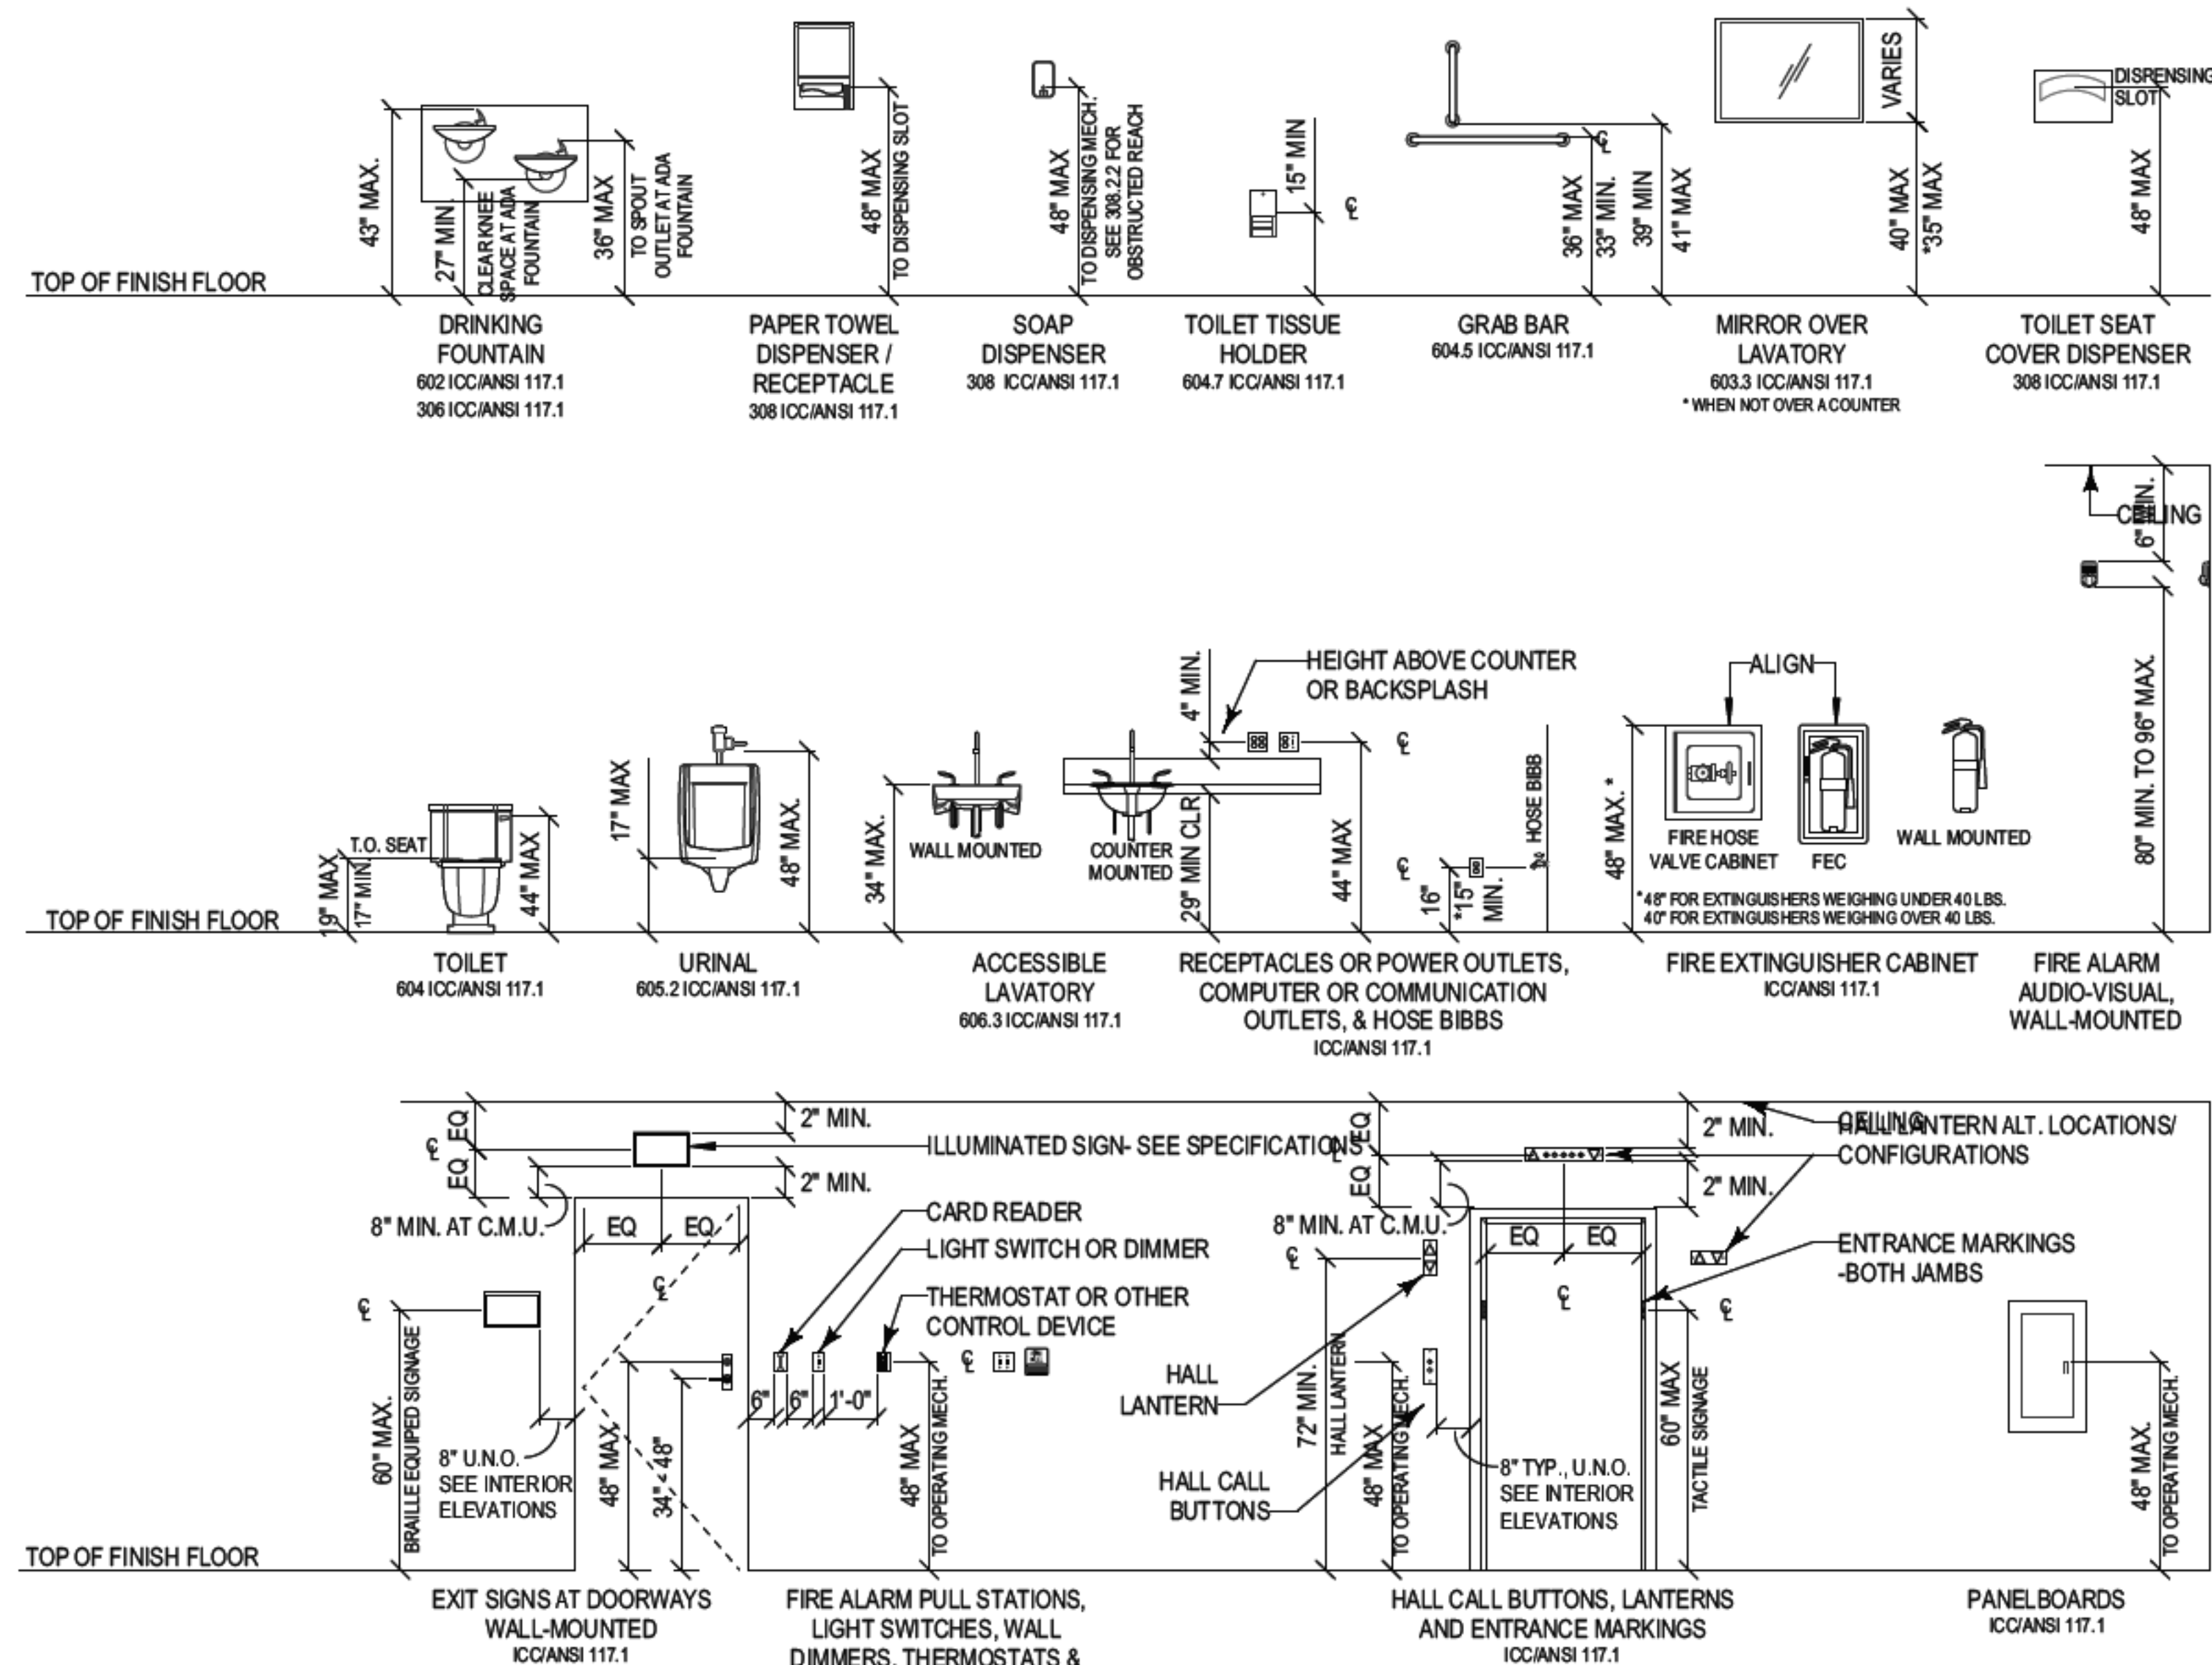 43" MAX.
27" MIN.
CLEAR KNEE
SPACE AT ADA
FOUNTAIN
36" MAX
TO SPOUT
OUTLET AT ADA
FOUNTAIN
48" MAX
TO DISPENSING SLOT
48" MAX
TO DISPENSING MECH.
SEE 308.2.2 FOR
OBSTRUCTED REACH
15" MIN
℄
℄
36" MAX
33" MIN.
39" MIN
41" MAX
VARIES
40" MAX
*35" MAX
DISPENSING
SLOT
48" MAX
TOP OF FINISH FLOOR
DRINKING
FOUNTAIN
602 ICC/ANSI 117.1
306 ICC/ANSI 117.1
PAPER TOWEL
DISPENSER /
RECEPTACLE
308 ICC/ANSI 117.1
SOAP
DISPENSER
308 ICC/ANSI 117.1
TOILET TISSUE
HOLDER
604.7 ICC/ANSI 117.1
GRAB BAR
604.5 ICC/ANSI 117.1
MIRROR OVER
LAVATORY
603.3 ICC/ANSI 117.1
* WHEN NOT OVER A COUNTER
TOILET SEAT
COVER DISPENSER
308 ICC/ANSI 117.1
T.O. SEAT
19" MAX
17" MIN.
44" MAX
17" MAX
48" MAX.
34" MAX.
WALL MOUNTED
COUNTER
MOUNTED
4" MIN.
HEIGHT ABOVE COUNTER
OR BACKSPLASH
29" MIN CLR
44" MAX
℄
℄
16"
*15"
MIN.
HOSE BIBB
ALIGN
48" MAX. *
FIRE HOSE
VALVE CABINET
FEC
WALL MOUNTED
*48" FOR EXTINGUISHERS WEIGHING UNDER 40 LBS.
40" FOR EXTINGUISHERS WEIGHING OVER 40 LBS.
6" MIN.
CEILING
80" MIN. TO 96" MAX.
TOP OF FINISH FLOOR
TOILET
604 ICC/ANSI 117.1
URINAL
605.2 ICC/ANSI 117.1
ACCESSIBLE
LAVATORY
606.3 ICC/ANSI 117.1
RECEPTACLES OR POWER OUTLETS,
COMPUTER OR COMMUNICATION
OUTLETS, & HOSE BIBBS
ICC/ANSI 117.1
FIRE EXTINGUISHER CABINET
ICC/ANSI 117.1
FIRE ALARM
AUDIO-VISUAL,
WALL-MOUNTED
℄
EQ
EQ
2" MIN.
ILLUMINATED SIGN- SEE SPECIFICATIONS
2" MIN.
8" MIN. AT C.M.U.
EQ
EQ
℄
℄
60" MAX.
BRAILLE EQUIPED SIGNAGE
8" U.N.O.
SEE INTERIOR
ELEVATIONS
48" MAX
34" < 48"
CARD READER
LIGHT SWITCH OR DIMMER
THERMOSTAT OR OTHER
CONTROL DEVICE
6"
6"
1'-0"
48" MAX
TO OPERATING MECH.
℄
℄
EQ
EQ
2" MIN.
CEILING
HALL LANTERN ALT. LOCATIONS/
CONFIGURATIONS
2" MIN.
8" MIN. AT C.M.U.
EQ
EQ
℄
℄
℄
ENTRANCE MARKINGS
-BOTH JAMBS
HALL
LANTERN
HALL CALL
BUTTONS
72" MIN.
HALL LANTERN
48" MAX
TO OPERATING MECH.
8" TYP., U.N.O.
SEE INTERIOR
ELEVATIONS
60" MAX
TACTILE SIGNAGE
48" MAX.
TO OPERATING MECH.
TOP OF FINISH FLOOR
EXIT SIGNS AT DOORWAYS
WALL-MOUNTED
ICC/ANSI 117.1
FIRE ALARM PULL STATIONS,
LIGHT SWITCHES, WALL
DIMMERS, THERMOSTATS &
HALL CALL BUTTONS, LANTERNS
AND ENTRANCE MARKINGS
ICC/ANSI 117.1
PANELBOARDS
ICC/ANSI 117.1